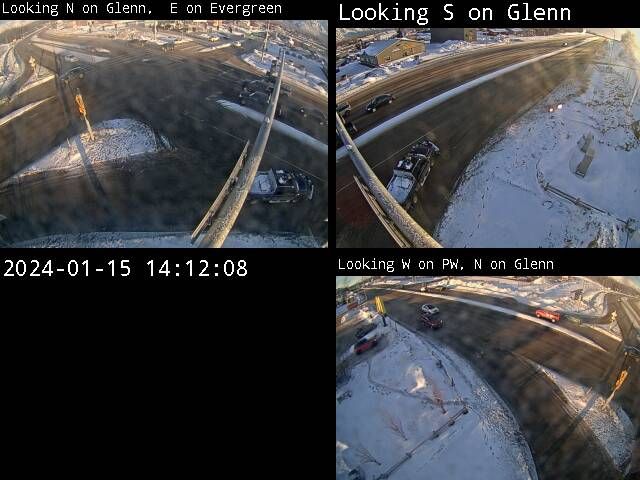 Looking N on Glenn,  E on Evergreen
Looking S on Glenn
2024-01-15 14:12:08
Looking W on PW, N on Glenn